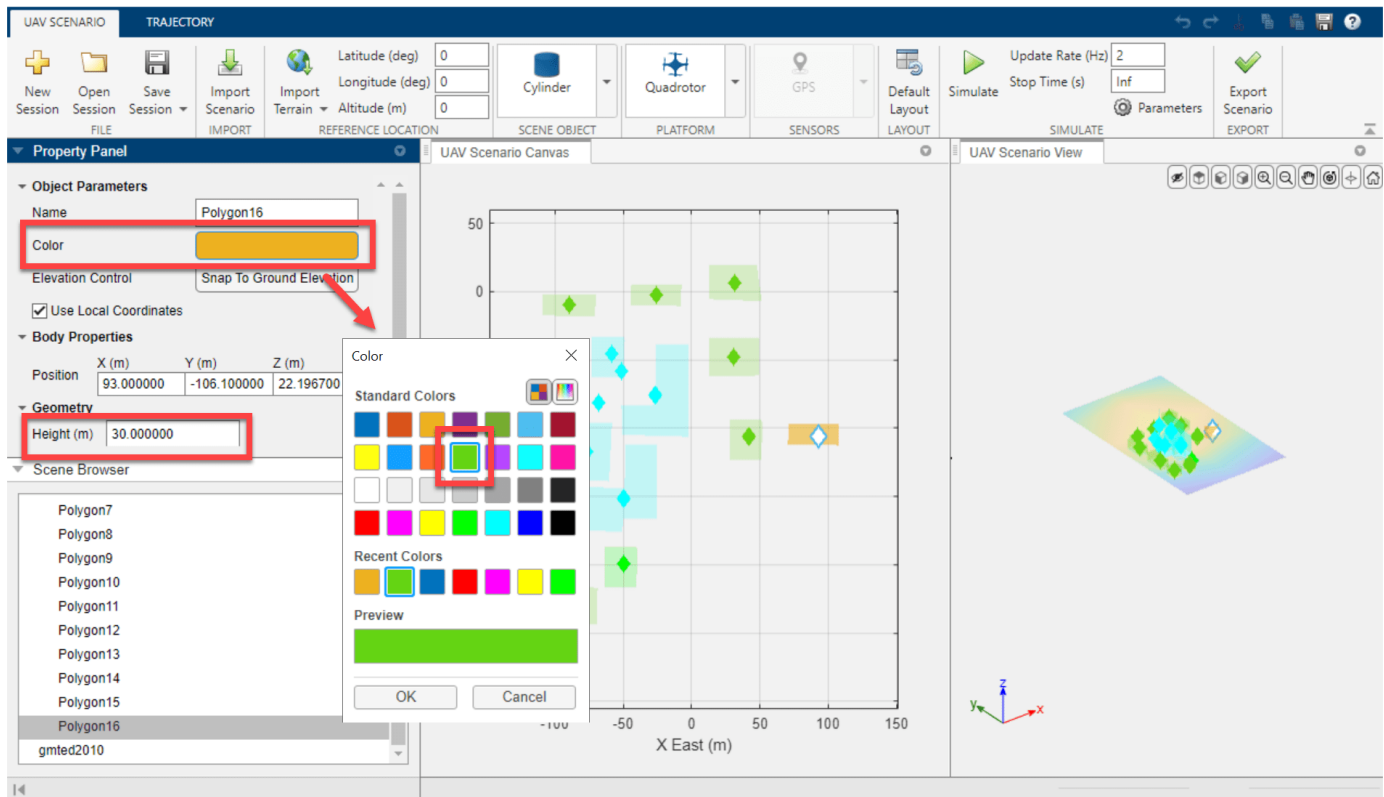 UAV SCENARIO TRAJECTORY
New Session
Open Session
Save Session
FILE
Import Scenario
IMPORT
Import Terrain
Latitude (deg) 0
Longitude (deg) 0
Altitude (m) 0
REFERENCE LOCATION
Cylinder
SCENE OBJECT
Quadrotor
PLATFORM
GPS
SENSORS
Default Layout
LAYOUT
Simulate
Update Rate (Hz) 2
Stop Time (s) Inf
Parameters
SIMULATE
Export Scenario
EXPORT
Property Panel
Object Parameters
Name Polygon16
Color
Elevation Control Snap To Ground Elevation
Use Local Coordinates
Body Properties
X (m) Y (m) Z (m)
Position 93.000000 -106.100000 22.196700
Geometry
Height (m) 30.000000
Scene Browser
Polygon7
Polygon8
Polygon9
Polygon10
Polygon11
Polygon12
Polygon13
Polygon14
Polygon15
Polygon16
gmted2010
Color
Standard Colors
Recent Colors
Preview
OK Cancel
UAV Scenario Canvas
50
0
-100 -50 0 50 100 150
X East (m)
UAV Scenario View
z
y
x